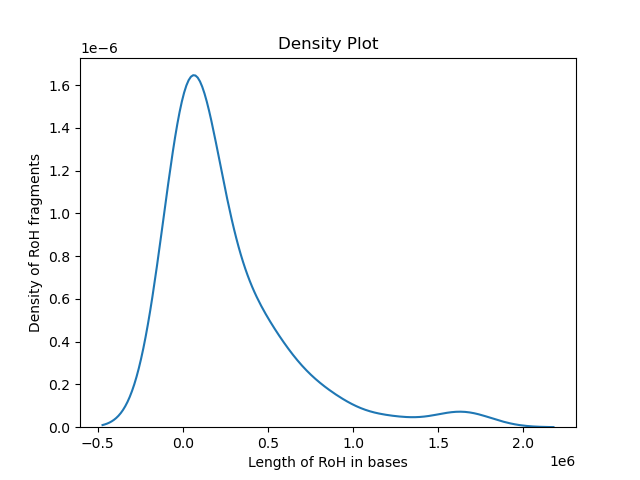 Density Plot
1e−6
Density of RoH fragments
1.6
1.4
1.2
1.0
0.8
0.6
0.4
0.2
0.0
−0.5 0.0 0.5 1.0 1.5 2.0
1e6
Length of RoH in bases